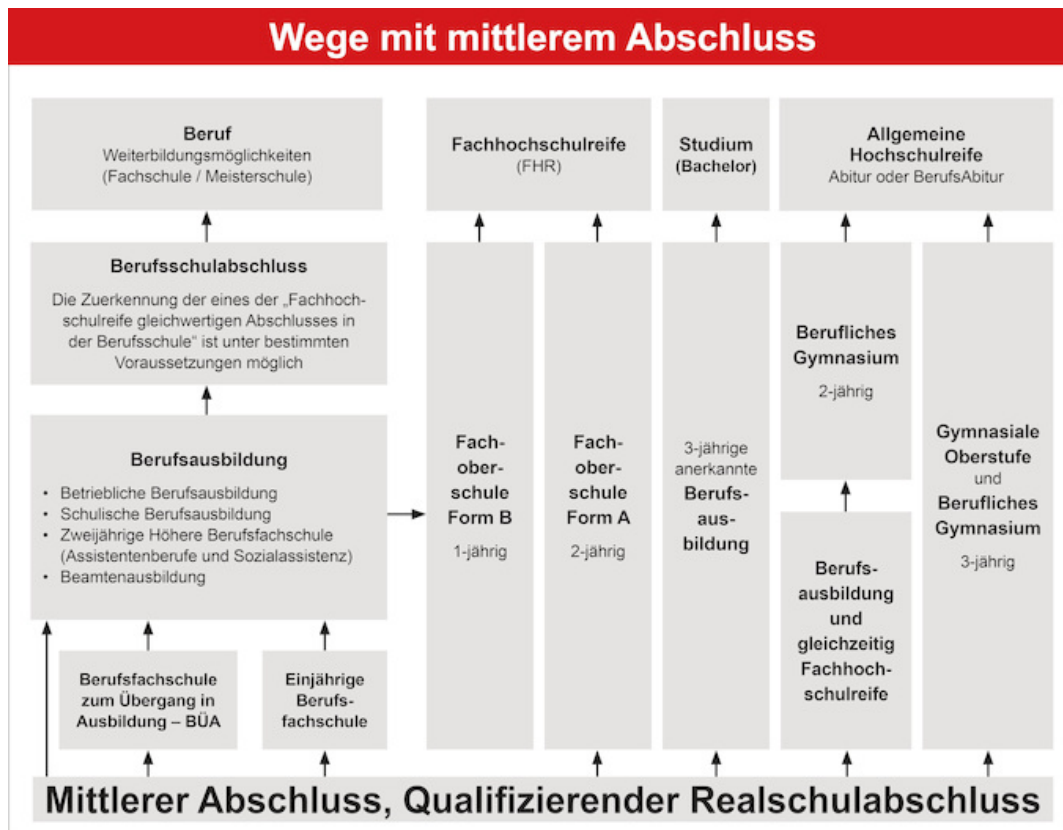 Wege mit mittlerem Abschluss
Beruf
Weiterbildungsmöglichkeiten
(Fachschule / Meisterschule)
Fachhochschulreife
(FHR)
Studium
(Bachelor)
Allgemeine
Hochschulreife
Abitur oder BerufsAbitur
Berufsschulabschluss
Die Zuerkennung der eines der „Fachhoch-
schulreife gleichwertigen Abschlusses in
der Berufsschule“ ist unter bestimmten
Voraussetzungen möglich
Berufsausbildung
• Betriebliche Berufsausbildung
• Schulische Berufsausbildung
• Zweijährige Höhere Berufsfachschule
(Assistentenberufe und Sozialassistenz)
• Beamtenausbildung
Berufsfachschule
zum Übergang in
Ausbildung – BÜA
Einjährige
Berufs-
fachschule
Fach-
ober-
schule
Form B
1-jährig
Fach-
ober-
schule
Form A
2-jährig
3-jährige
anerkannte
Berufs-
aus-
bildung
Berufliches
Gymnasium
2-jährig
Berufs-
ausbildung
und
gleichzeitig
Fachhoch-
schulreife
Gymnasiale
Oberstufe
und
Berufliches
Gymnasium
3-jährig
Mittlerer Abschluss, Qualifizierender Realschulabschluss